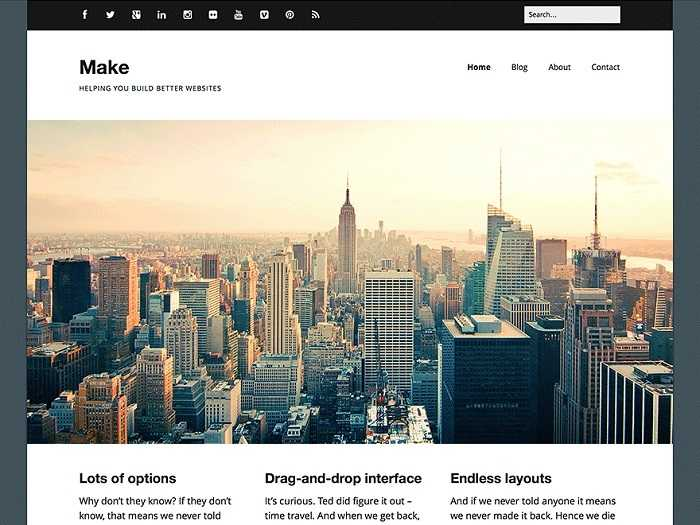 Search...
Make
Home Blog About Contact
HELPING YOU BUILD BETTER WEBSITES
Lots of options
Why don't they know? If they don't
know, that means we never told
Drag-and-drop interface
It's curious. Ted did figure it out –
time travel. And when we get back,
Endless layouts
And if we never told anyone it means
we never made it back. Hence we die